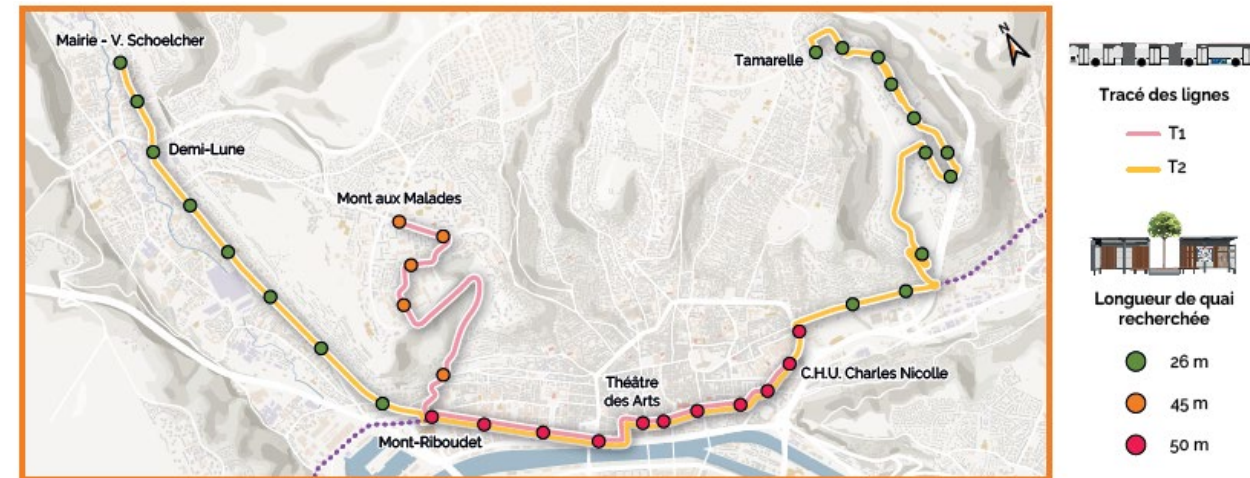 Mairie - V. Schoelcher
Demi-Lune
Mont aux Malades
Tamarelle
N
Théâtre
des Arts
C.H.U. Charles Nicolle
Mont-Riboudet
Tracé des lignes
T1
T2
Longueur de quai
recherchée
26 m
45 m
50 m